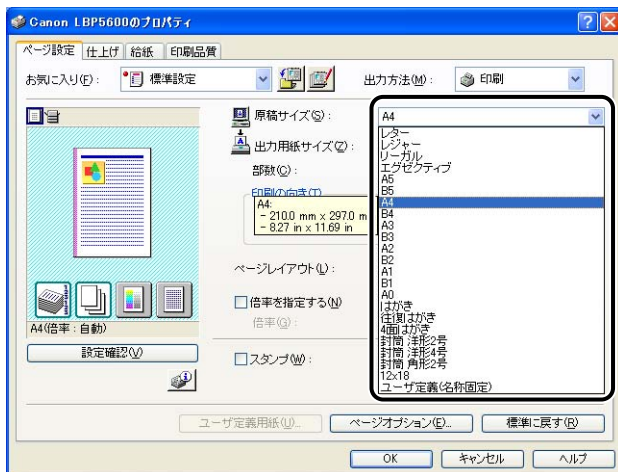 Canon LBP5600のプロパティ
ページ設定 仕上げ 給紙 印刷品質
お気に入り(F): 標準設定 出力方法(M): 印刷
原稿サイズ(S): A4
出力用紙サイズ(Z):
部数(C):
印刷の向き(T)
A4:
- 210.0 mm x 297.0 m
- 8.27 in x 11.69 in
ページレイアウト(L):
倍率を指定する(N)
倍率(G):
スタンプ(W):
レター
レジャー
リーガル
エグゼクティブ
A5
B5
A4
B4
A3
B3
A2
B2
A1
B1
A0
はがき
往復はがき
4面はがき
封筒 洋形2号
封筒 洋形4号
封筒 角形2号
12x18
ユーザ定義(名称固定)
A4(倍率:自動)
設定確認(V)
ユーザ定義用紙(U)... ページオプション(E)... 標準に戻す(R)
OK キャンセル ヘルプ